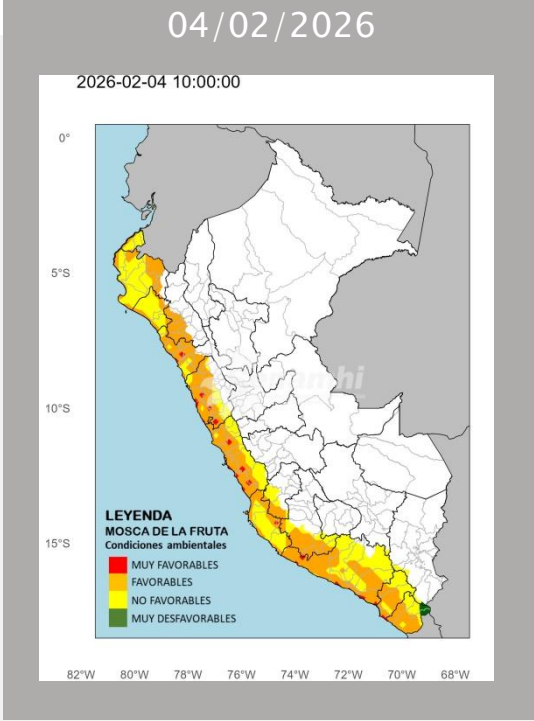 04/02/2026
2026-02-04 10:00:00
0°
5°S
10°S
15°S
senamhi
LEYENDA
MOSCA DE LA FRUTA
Condiciones ambientales
MUY FAVORABLES
FAVORABLES
NO FAVORABLES
MUY DESFAVORABLES
82°W 80°W 78°W 76°W 74°W 72°W 70°W 68°W